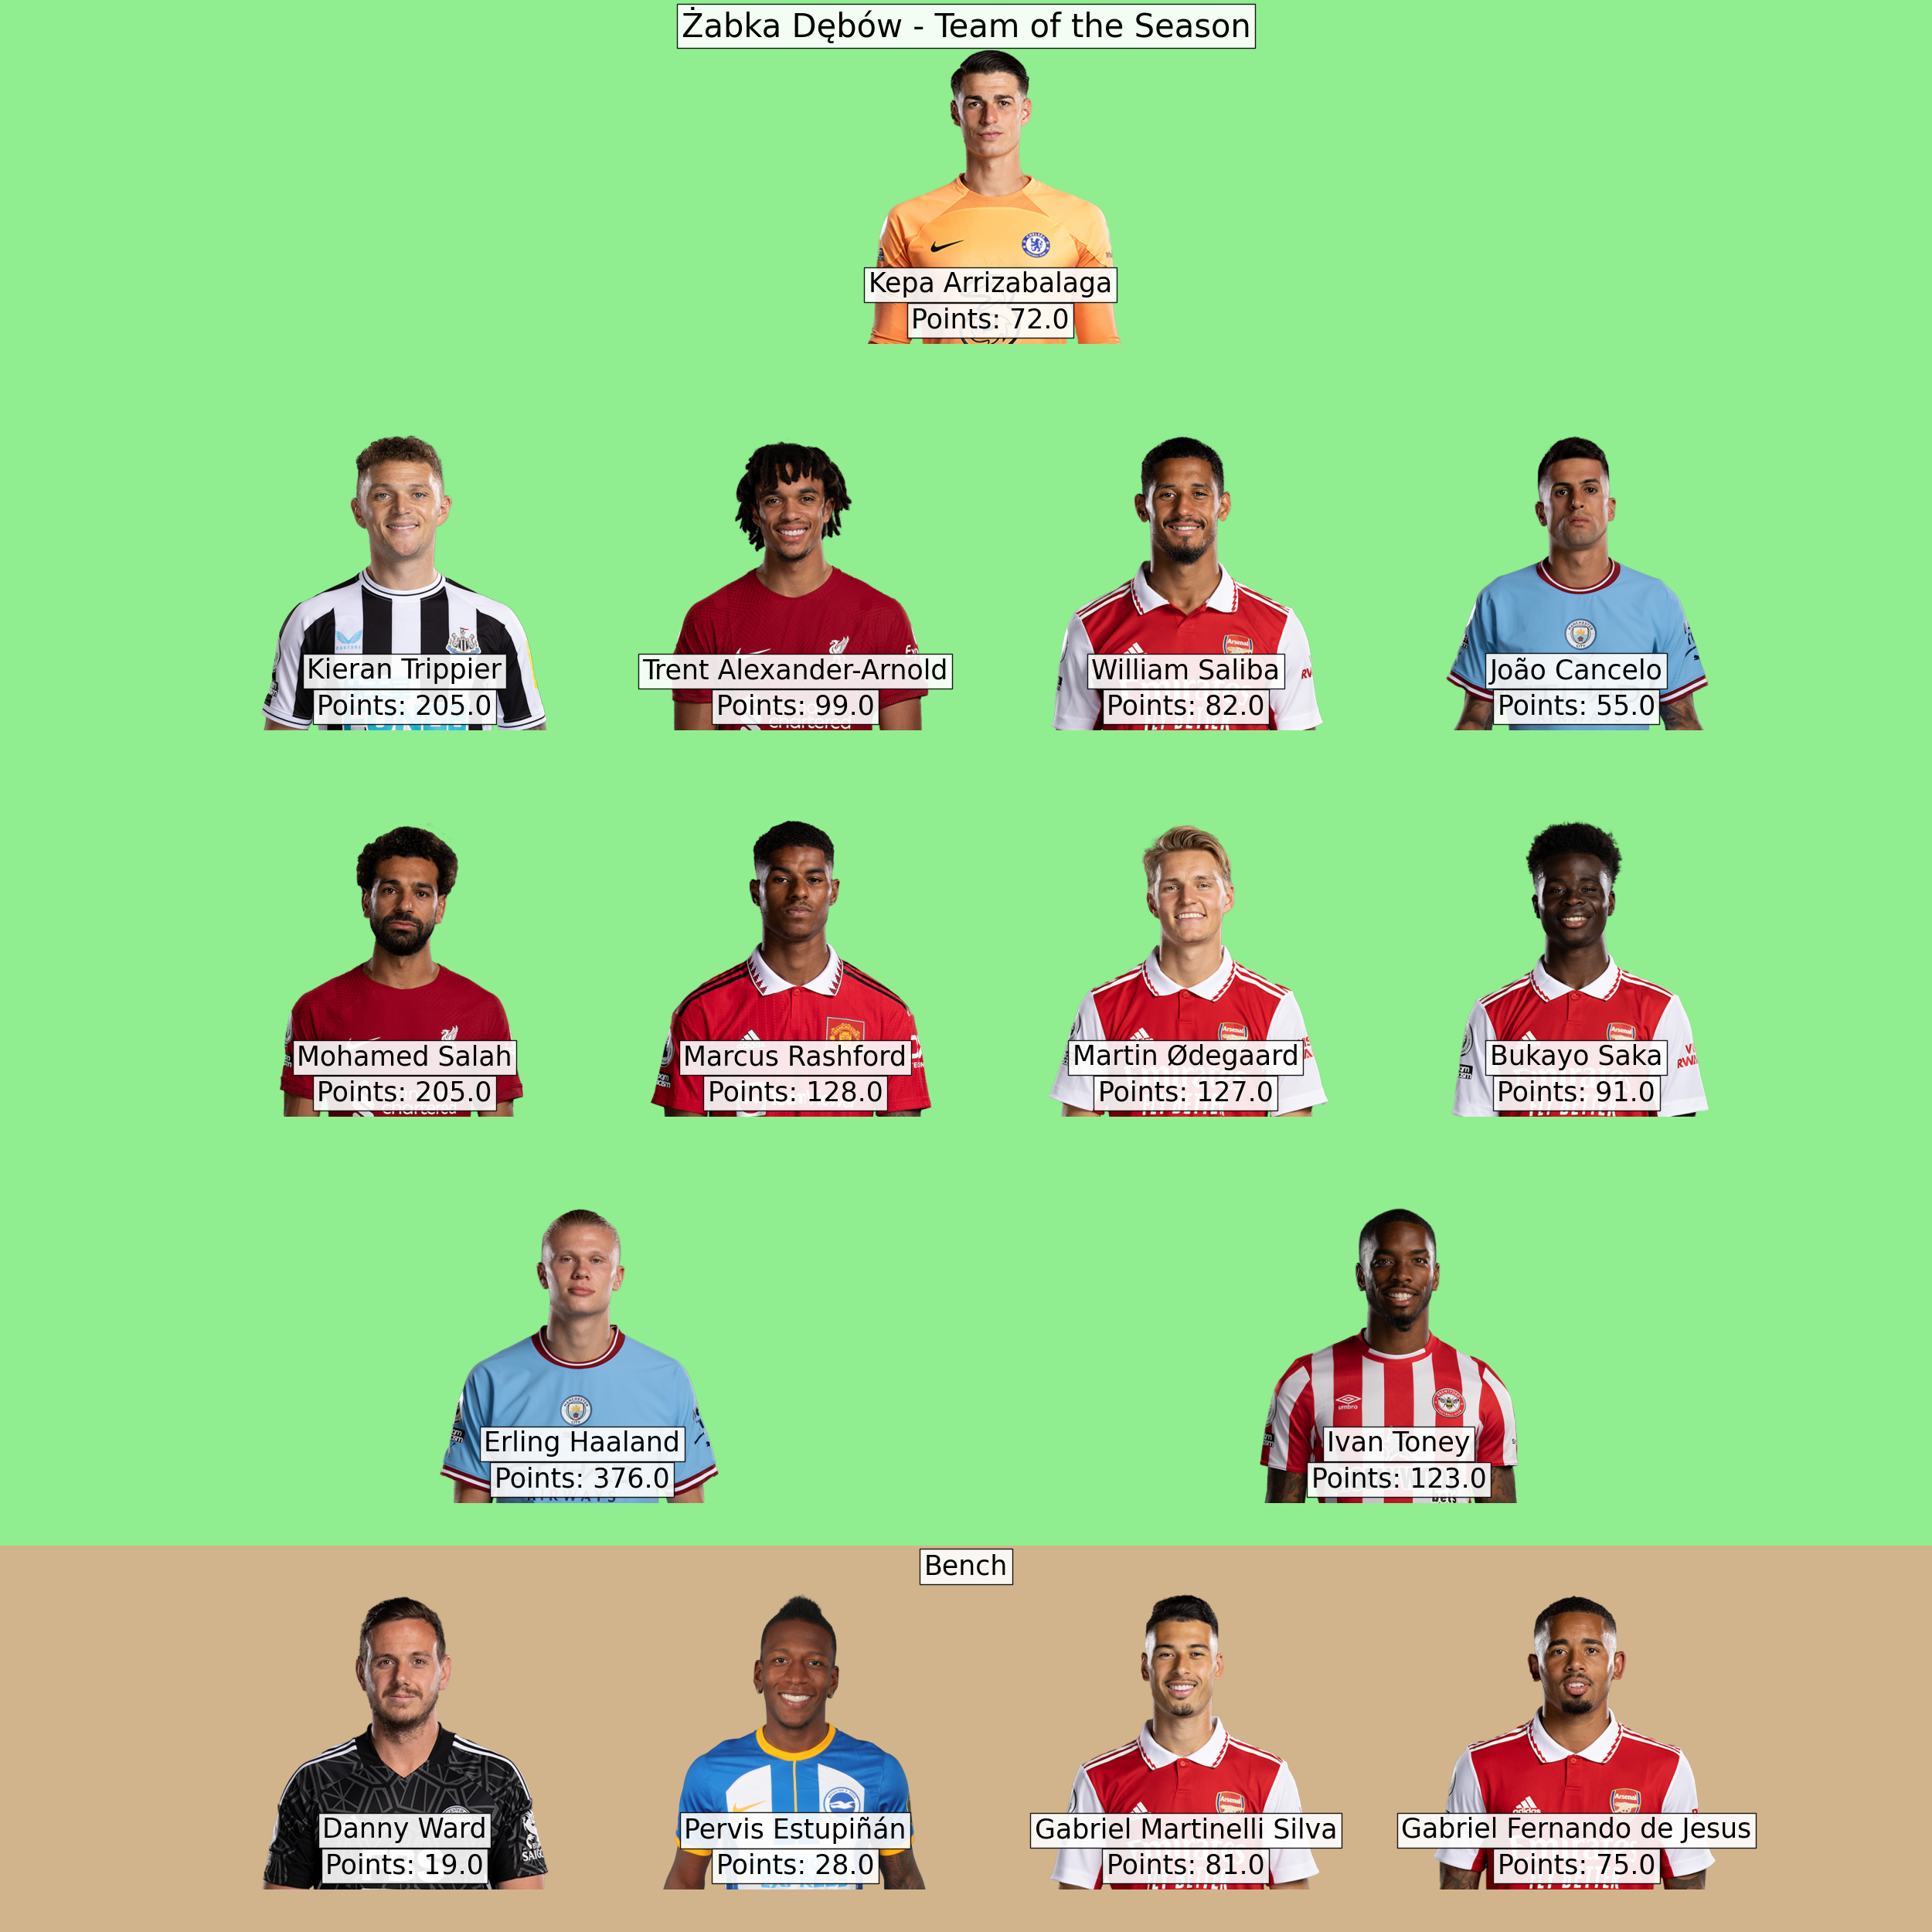 Żabka Dębów - Team of the Season
Kepa Arrizabalaga
Points: 72.0
Kieran Trippier
Points: 205.0
Trent Alexander-Arnold
Points: 99.0
William Saliba
Points: 82.0
João Cancelo
Points: 55.0
Mohamed Salah
Points: 205.0
Marcus Rashford
Points: 128.0
Martin Ødegaard
Points: 127.0
Bukayo Saka
Points: 91.0
Erling Haaland
Points: 376.0
Ivan Toney
Points: 123.0
Bench
Danny Ward
Points: 19.0
Pervis Estupiñán
Points: 28.0
Gabriel Martinelli Silva
Points: 81.0
Gabriel Fernando de Jesus
Points: 75.0